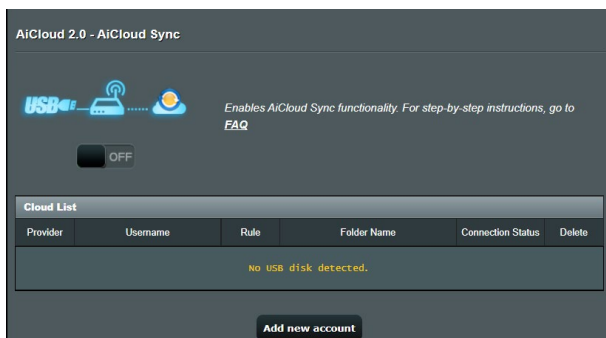 AiCloud 2.0 - AiCloud Sync
USB
Enables AiCloud Sync functionality. For step-by-step instructions, go to
FAQ
OFF
Cloud List
Provider Username Rule Folder Name Connection Status Delete
No USB disk detected.
Add new account